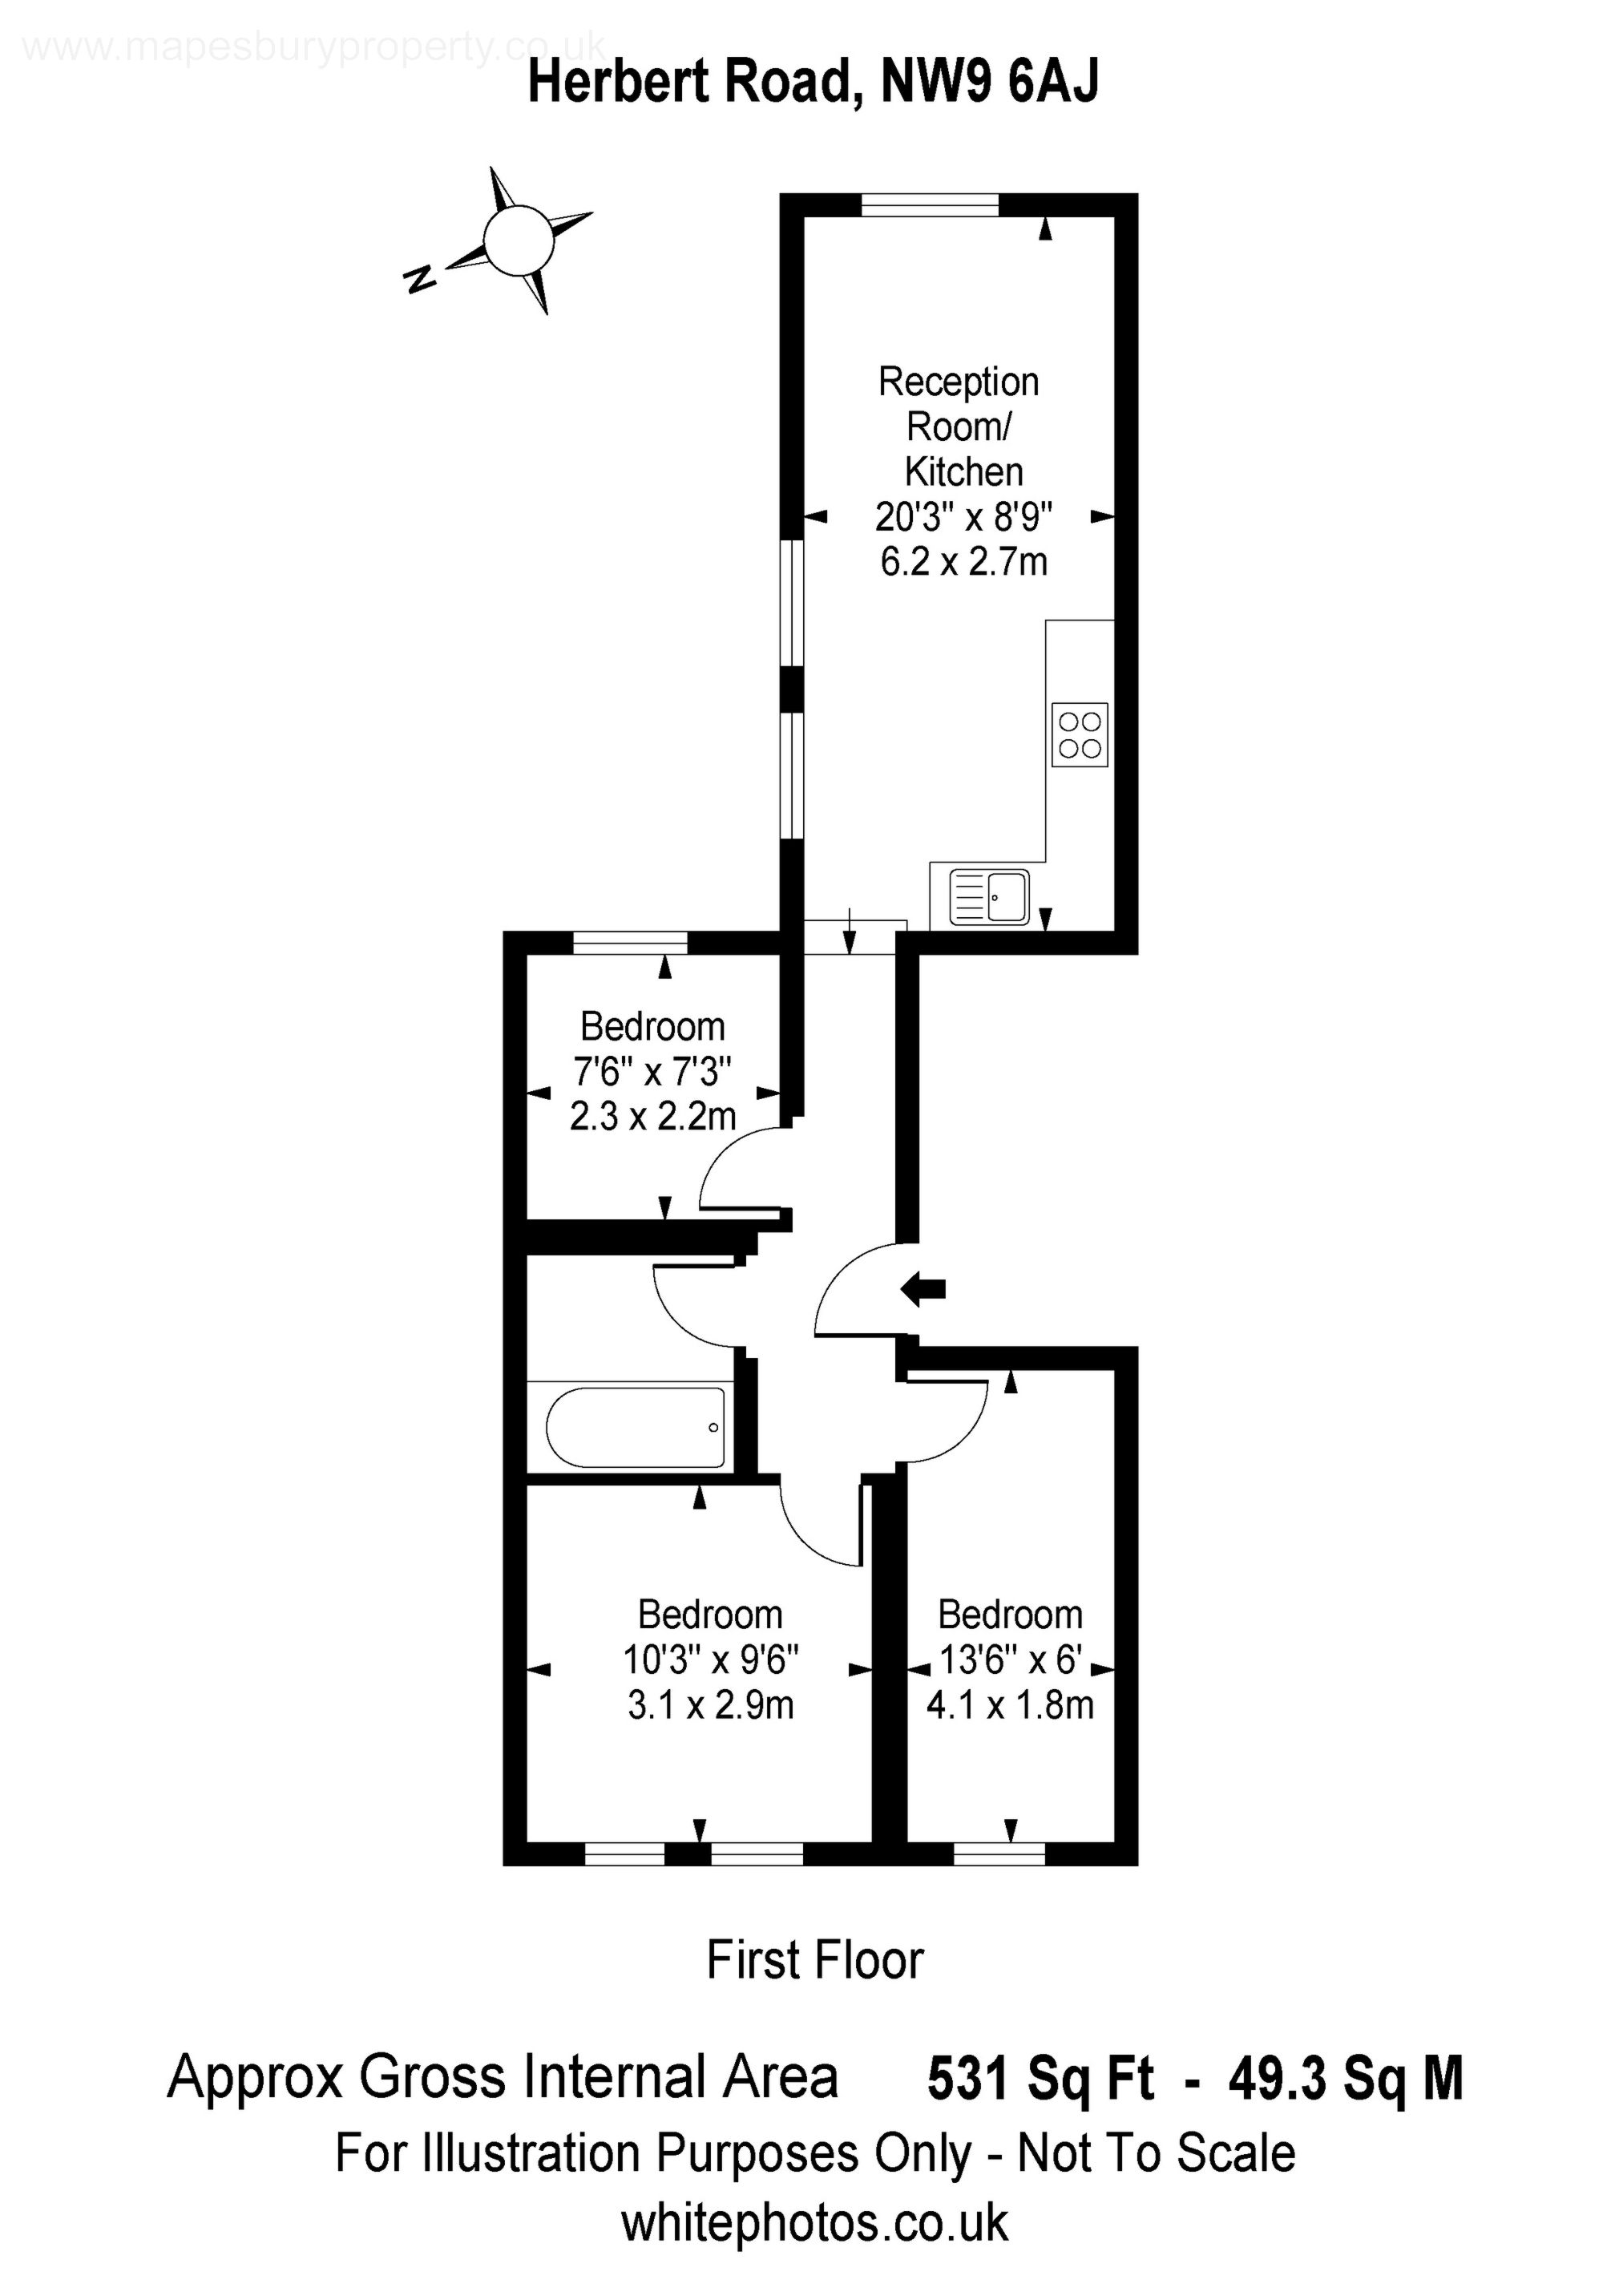 www.mapesburyproperty.co.uk
Herbert Road, NW9 6AJ
N
Reception
Room/
Kitchen
20'3" x 8'9"
6.2 x 2.7m
Bedroom
7'6" x 7'3"
2.3 x 2.2m
Bedroom
10'3" x 9'6"
3.1 x 2.9m
Bedroom
13'6" x 6'
4.1 x 1.8m
First Floor
Approx Gross Internal Area 531 Sq Ft - 49.3 Sq M
For Illustration Purposes Only - Not To Scale
whitephotos.co.uk